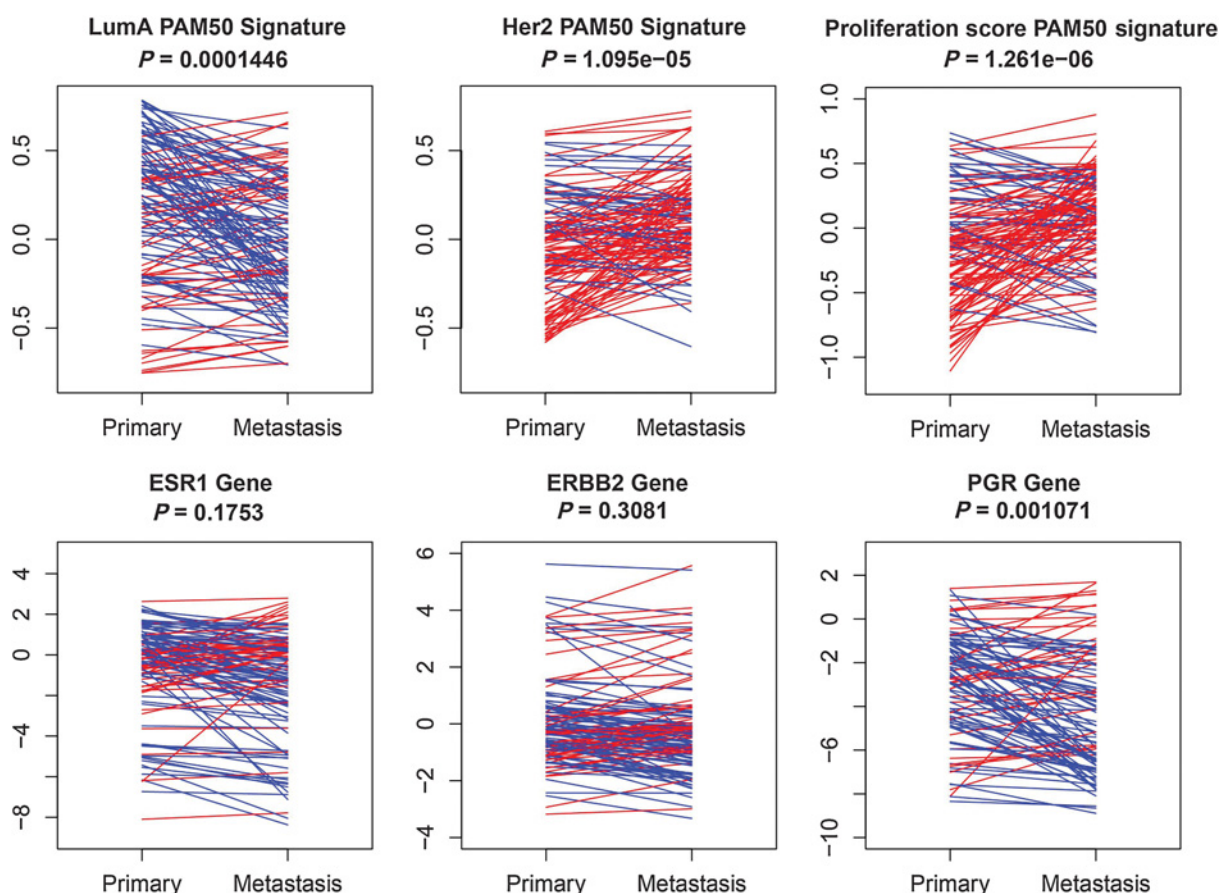 LumA PAM50 Signature
P = 0.0001446
Her2 PAM50 Signature
P = 1.095e−05
Proliferation score PAM50 signature
P = 1.261e−06
0.5
0.0
−0.5
Primary Metastasis
0.5
0.0
−0.5
Primary Metastasis
1.0
0.5
0.0
−0.5
−1.0
Primary Metastasis
ESR1 Gene
P = 0.1753
ERBB2 Gene
P = 0.3081
PGR Gene
P = 0.001071
4
2
0
−4
−8
Primary Metastasis
6
4
2
0
−2
−4
Primary Metastasis
2
0
−2
−6
−10
Primary Metastasis